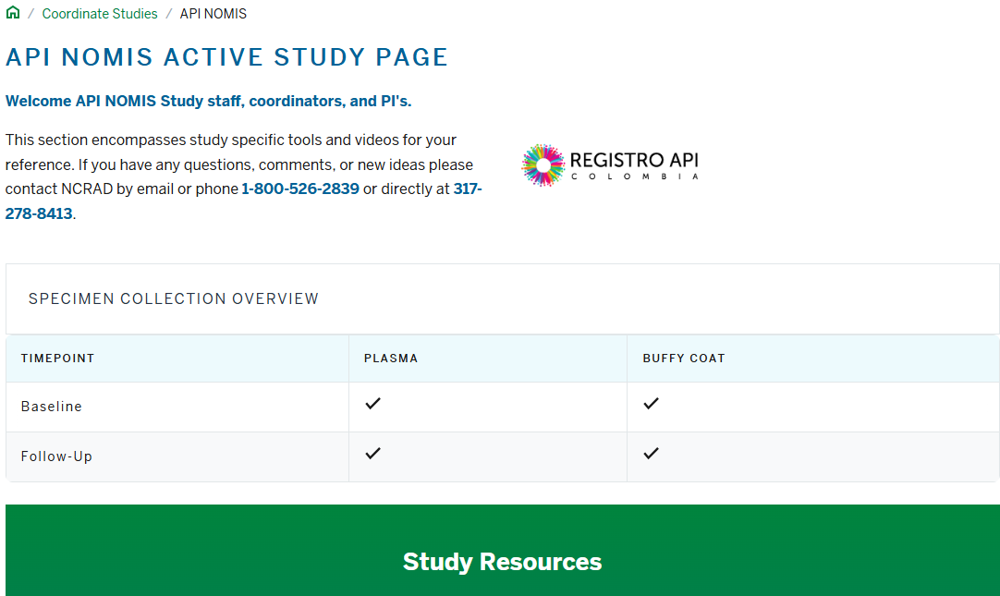 / Coordinate Studies / API NOMIS
API NOMIS ACTIVE STUDY PAGE
Welcome API NOMIS Study staff, coordinators, and PI's.
This section encompasses study specific tools and videos for your
reference. If you have any questions, comments, or new ideas please
contact NCRAD by email or phone 1-800-526-2839 or directly at 317-
278-8413.
REGISTRO API
COLOMBIA
SPECIMEN COLLECTION OVERVIEW
TIMEPOINT PLASMA BUFFY COAT
Baseline ✓ ✓
Follow-Up ✓ ✓
Study Resources